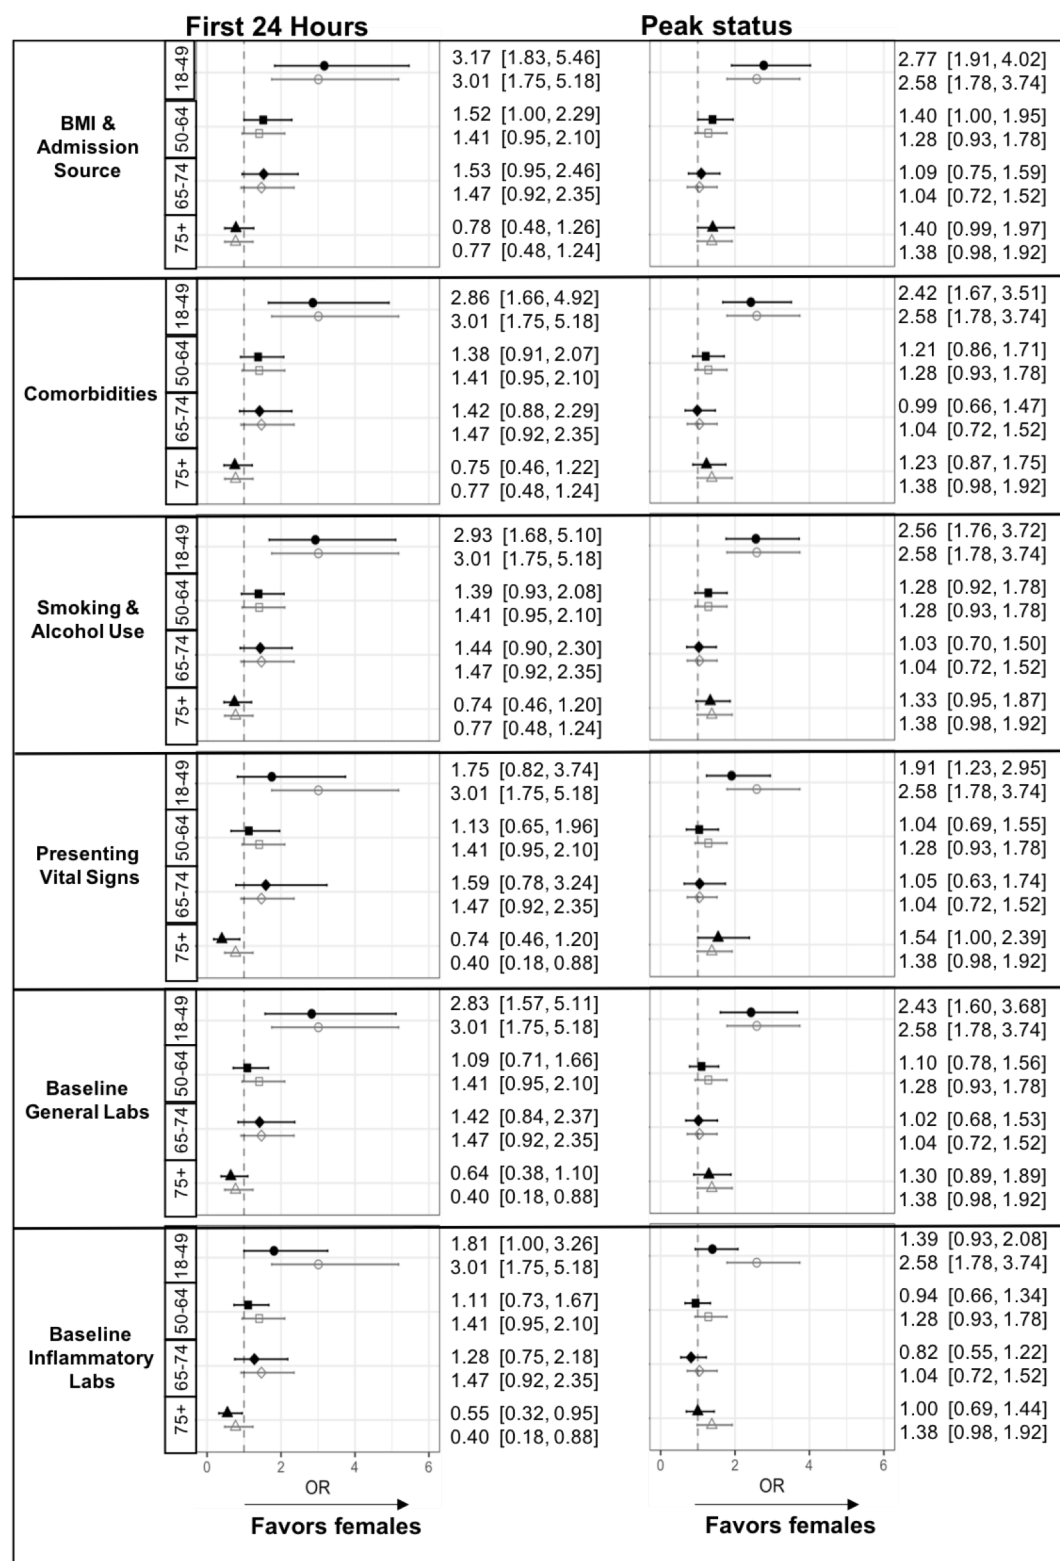 First 24 Hours
Peak status
BMI &
Admission
Source
18-49
3.17 [1.83, 5.46]
3.01 [1.75, 5.18]
2.77 [1.91, 4.02]
2.58 [1.78, 3.74]
50-64
1.52 [1.00, 2.29]
1.41 [0.95, 2.10]
1.40 [1.00, 1.95]
1.28 [0.93, 1.78]
65-74
1.53 [0.95, 2.46]
1.47 [0.92, 2.35]
1.09 [0.75, 1.59]
1.04 [0.72, 1.52]
75+
0.78 [0.48, 1.26]
0.77 [0.48, 1.24]
1.40 [0.99, 1.97]
1.38 [0.98, 1.92]
Comorbidities
18-49
2.86 [1.66, 4.92]
3.01 [1.75, 5.18]
2.42 [1.67, 3.51]
2.58 [1.78, 3.74]
50-64
1.38 [0.91, 2.07]
1.41 [0.95, 2.10]
1.21 [0.86, 1.71]
1.28 [0.93, 1.78]
65-74
1.42 [0.88, 2.29]
1.47 [0.92, 2.35]
0.99 [0.66, 1.47]
1.04 [0.72, 1.52]
75+
0.75 [0.46, 1.22]
0.77 [0.48, 1.24]
1.23 [0.87, 1.75]
1.38 [0.98, 1.92]
Smoking &
Alcohol Use
18-49
2.93 [1.68, 5.10]
3.01 [1.75, 5.18]
2.56 [1.76, 3.72]
2.58 [1.78, 3.74]
50-64
1.39 [0.93, 2.08]
1.41 [0.95, 2.10]
1.28 [0.92, 1.78]
1.28 [0.93, 1.78]
65-74
1.44 [0.90, 2.30]
1.47 [0.92, 2.35]
1.03 [0.70, 1.50]
1.04 [0.72, 1.52]
75+
0.74 [0.46, 1.20]
0.77 [0.48, 1.24]
1.33 [0.95, 1.87]
1.38 [0.98, 1.92]
Presenting
Vital Signs
18-49
1.75 [0.82, 3.74]
3.01 [1.75, 5.18]
1.91 [1.23, 2.95]
2.58 [1.78, 3.74]
50-64
1.13 [0.65, 1.96]
1.41 [0.95, 2.10]
1.04 [0.69, 1.55]
1.28 [0.93, 1.78]
65-74
1.59 [0.78, 3.24]
1.47 [0.92, 2.35]
1.05 [0.63, 1.74]
1.04 [0.72, 1.52]
75+
0.74 [0.46, 1.20]
0.40 [0.18, 0.88]
1.54 [1.00, 2.39]
1.38 [0.98, 1.92]
Baseline
General Labs
18-49
2.83 [1.57, 5.11]
3.01 [1.75, 5.18]
2.43 [1.60, 3.68]
2.58 [1.78, 3.74]
50-64
1.09 [0.71, 1.66]
1.41 [0.95, 2.10]
1.10 [0.78, 1.56]
1.28 [0.93, 1.78]
65-74
1.42 [0.84, 2.37]
1.47 [0.92, 2.35]
1.02 [0.68, 1.53]
1.04 [0.72, 1.52]
75+
0.64 [0.38, 1.10]
0.40 [0.18, 0.88]
1.30 [0.89, 1.89]
1.38 [0.98, 1.92]
Baseline
Inflammatory
Labs
18-49
1.81 [1.00, 3.26]
3.01 [1.75, 5.18]
1.39 [0.93, 2.08]
2.58 [1.78, 3.74]
50-64
1.11 [0.73, 1.67]
1.41 [0.95, 2.10]
0.94 [0.66, 1.34]
1.28 [0.93, 1.78]
65-74
1.28 [0.75, 2.18]
1.47 [0.92, 2.35]
0.82 [0.55, 1.22]
1.04 [0.72, 1.52]
75+
0.55 [0.32, 0.95]
0.40 [0.18, 0.88]
1.00 [0.69, 1.44]
1.38 [0.98, 1.92]
0 2 4 6
OR
Favors females
0 2 4 6
OR
Favors females